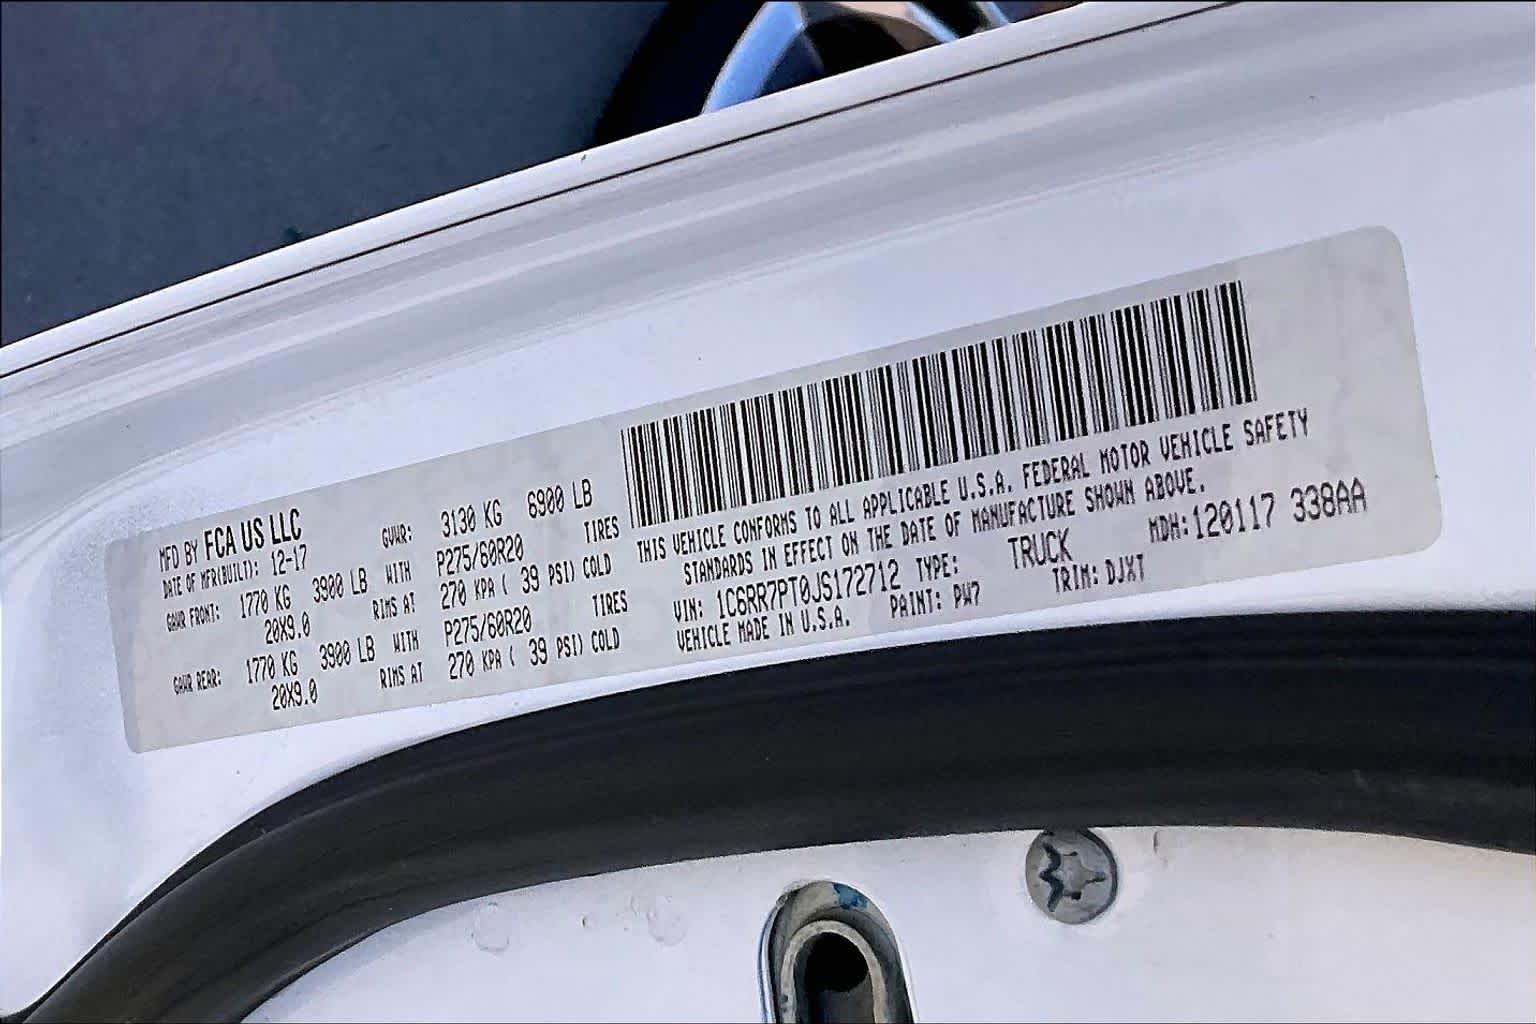 MFD BY FCA US LLC
DATE OF MFR(BUILT): 12-17 GVWR: 3130 KG 6900 LB
GAWR FRONT: 1770 KG 3900 LB WITH P275/60R20 TIRES
20X9.0 RIMS AT 270 KPA ( 39 PSI) COLD
GAWR REAR: 1770 KG 3900 LB WITH P275/60R20 TIRES
20X9.0 RIMS AT 270 KPA ( 39 PSI) COLD
THIS VEHICLE CONFORMS TO ALL APPLICABLE U.S.A. FEDERAL MOTOR VEHICLE SAFETY
STANDARDS IN EFFECT ON THE DATE OF MANUFACTURE SHOWN ABOVE.
VIN: 1C6RR7PT0JS172712 TYPE: TRUCK MDH:120117 338AA
VEHICLE MADE IN U.S.A. PAINT: PW7 TRIM: DJXT